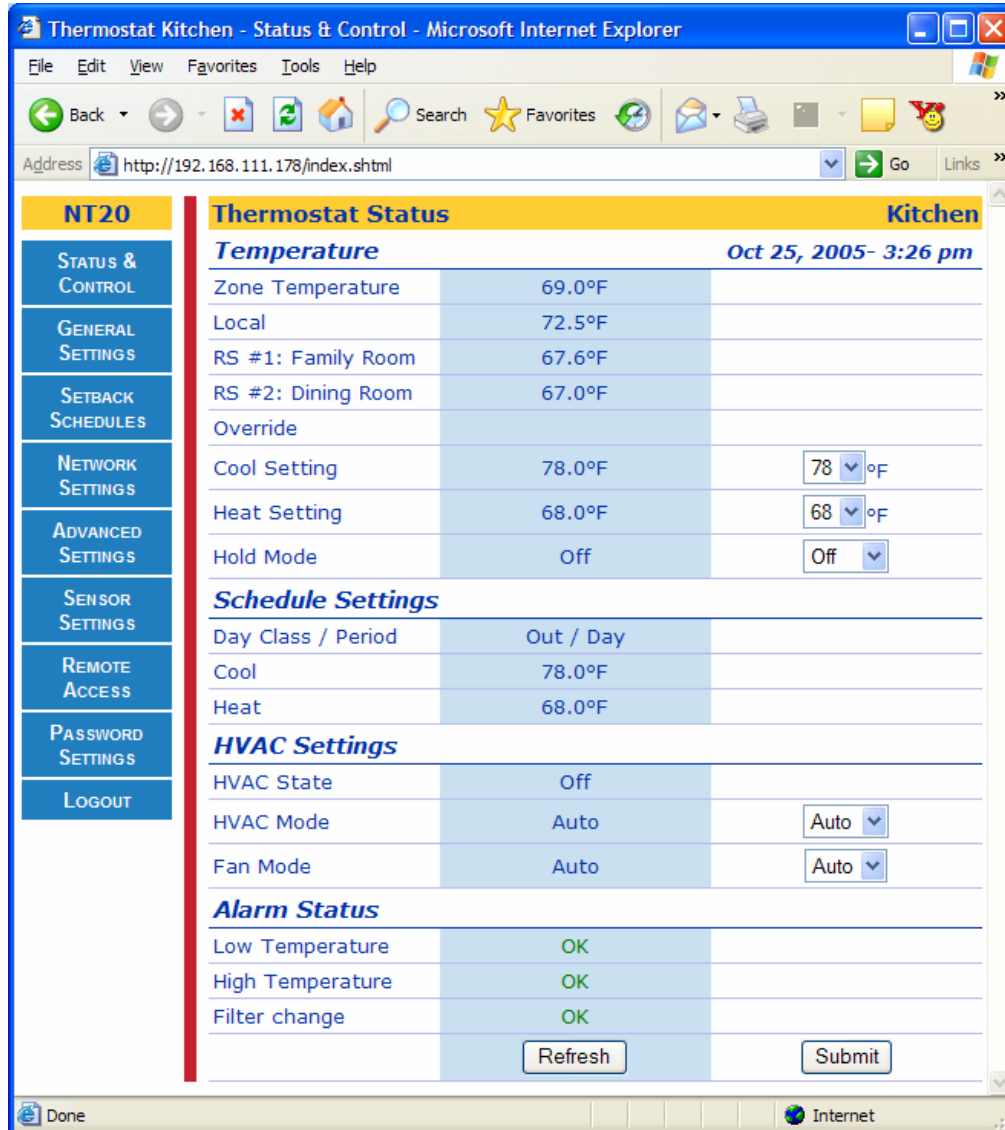 Thermostat Kitchen - Status & Control - Microsoft Internet Explorer
File Edit View Favorites Tools Help
Back Search Favorites
Address http://192.168.111.178/index.shtml Go Links
NT20
STATUS &
CONTROL
GENERAL
SETTINGS
SETBACK
SCHEDULES
NETWORK
SETTINGS
ADVANCED
SETTINGS
SENSOR
SETTINGS
REMOTE
ACCESS
PASSWORD
SETTINGS
LOGOUT
Thermostat Status Kitchen
Temperature Oct 25, 2005- 3:26 pm
Zone Temperature 69.0°F
Local 72.5°F
RS #1: Family Room 67.6°F
RS #2: Dining Room 67.0°F
Override
Cool Setting 78.0°F 78 °F
Heat Setting 68.0°F 68 °F
Hold Mode Off Off
Schedule Settings
Day Class / Period Out / Day
Cool 78.0°F
Heat 68.0°F
HVAC Settings
HVAC State Off
HVAC Mode Auto Auto
Fan Mode Auto Auto
Alarm Status
Low Temperature OK
High Temperature OK
Filter change OK
Refresh Submit
Done Internet